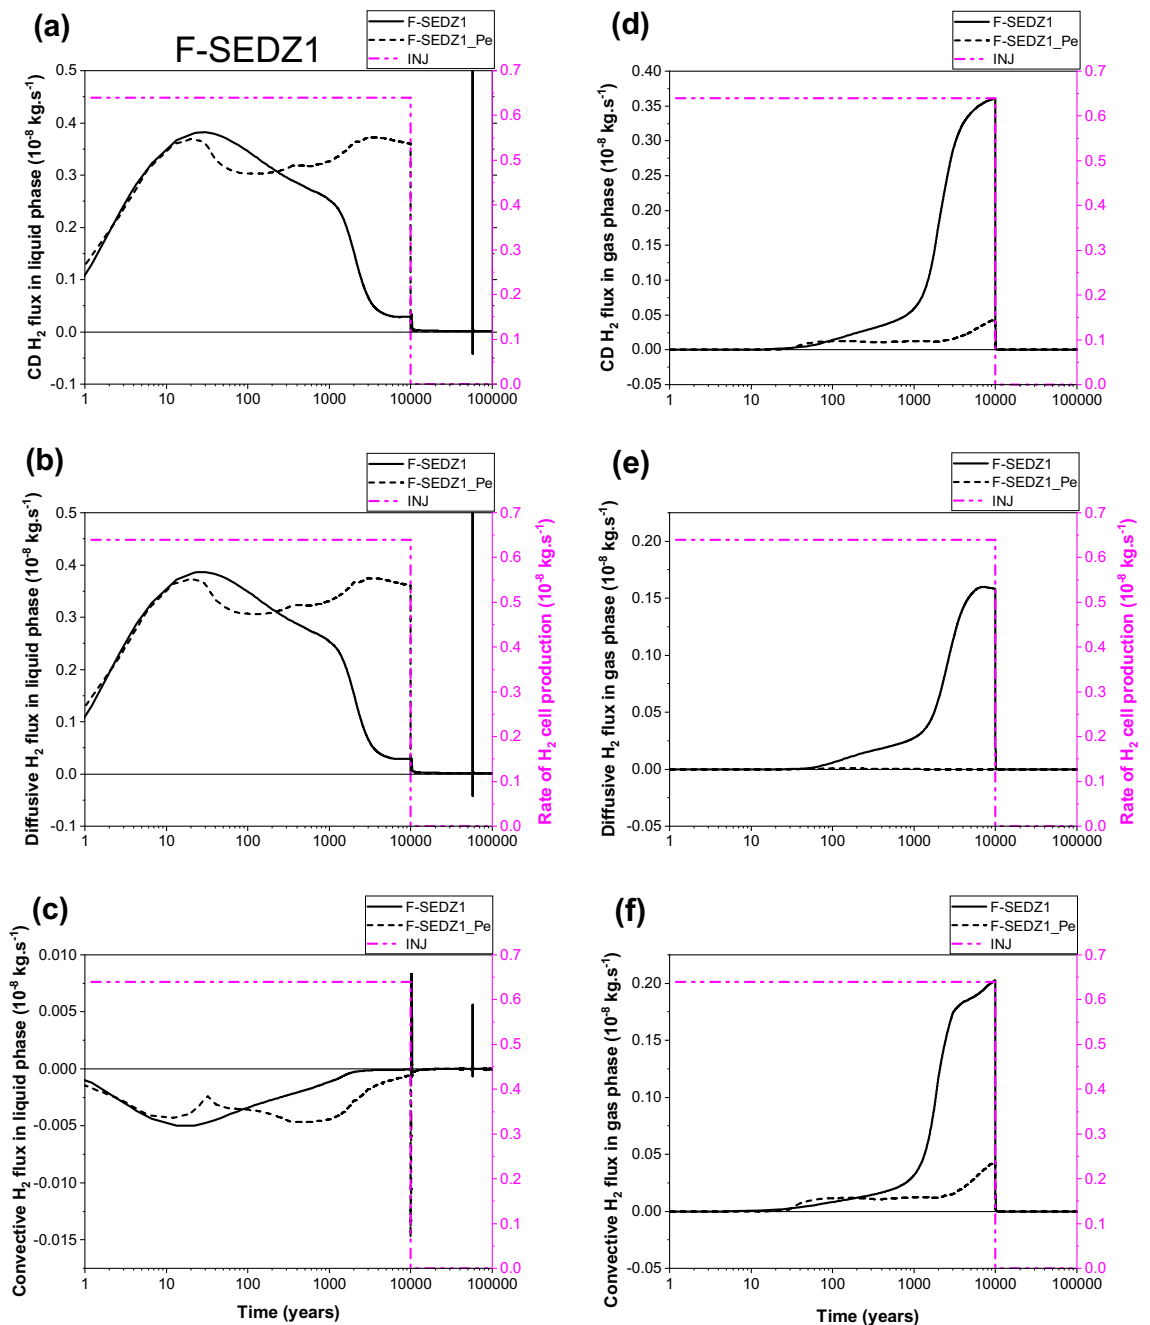 (a)
F-SEDZ1
F-SEDZ1
F-SEDZ1_Pe
INJ
CD H2 flux in liquid phase (10-8 kg.s-1)
0.5
0.4
0.3
0.2
0.1
0.0
-0.1
0.7
0.6
0.5
0.4
0.3
0.2
0.1
0.0
1 10 100 1000 10000 100000
(d)
F-SEDZ1
F-SEDZ1_Pe
INJ
CD H2 flux in gas phase (10-8 kg.s-1)
0.40
0.35
0.30
0.25
0.20
0.15
0.10
0.05
0.00
-0.05
0.7
0.6
0.5
0.4
0.3
0.2
0.1
0.0
1 10 100 1000 10000 100000
(b)
F-SEDZ1
F-SEDZ1_Pe
INJ
Diffusive H2 flux in liquid phase (10-8 kg.s-1)
0.5
0.4
0.3
0.2
0.1
0.0
-0.1
0.7
0.6
0.5
0.4
0.3
0.2
0.1
0.0
Rate of H2 cell production (10-8 kg.s-1)
1 10 100 1000 10000 100000
(e)
F-SEDZ1
F-SEDZ1_Pe
INJ
Diffusive H2 flux in gas phase (10-8 kg.s-1)
0.20
0.15
0.10
0.05
0.00
-0.05
0.7
0.6
0.5
0.4
0.3
0.2
0.1
0.0
Rate of H2 cell production (10-8 kg.s-1)
1 10 100 1000 10000 100000
(c)
F-SEDZ1
F-SEDZ1_Pe
INJ
Convective H2 flux in liquid phase (10-8 kg.s-1)
0.010
0.005
0.000
-0.005
-0.010
-0.015
0.7
0.6
0.5
0.4
0.3
0.2
0.1
0.0
1 10 100 1000 10000 100000
Time (years)
(f)
F-SEDZ1
F-SEDZ1_Pe
INJ
Convective H2 flux in gas phase (10-8 kg.s-1)
0.20
0.15
0.10
0.05
0.00
-0.05
0.7
0.6
0.5
0.4
0.3
0.2
0.1
0.0
1 10 100 1000 10000 100000
Time (years)